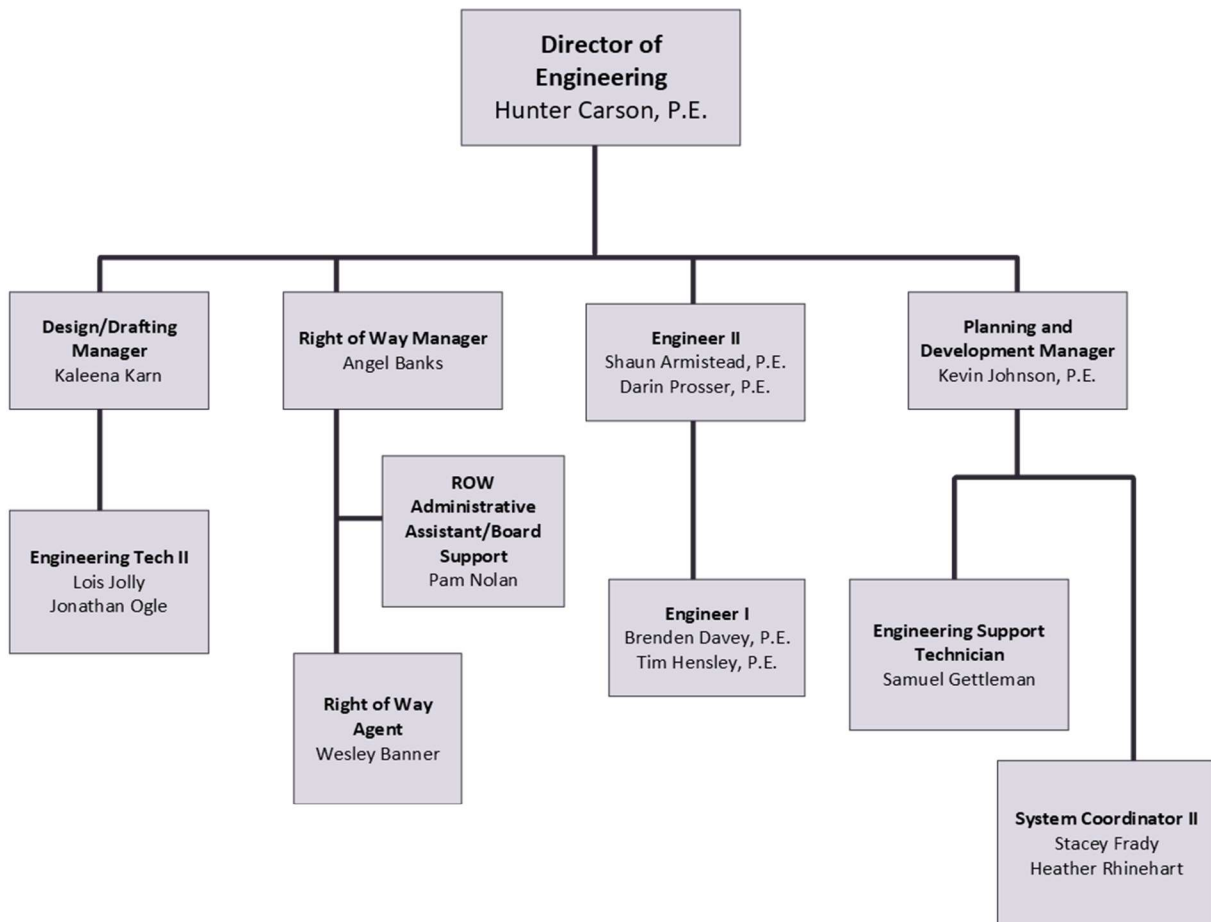 Director of
Engineering
Hunter Carson, P.E.
Design/Drafting
Manager
Kaleena Karn
Right of Way Manager
Angel Banks
Engineer II
Shaun Armistead, P.E.
Darin Prosser, P.E.
Planning and
Development Manager
Kevin Johnson, P.E.
ROW
Administrative
Assistant/Board
Support
Pam Nolan
Engineering Tech II
Lois Jolly
Jonathan Ogle
Engineer I
Brenden Davey, P.E.
Tim Hensley, P.E.
Engineering Support
Technician
Samuel Gettleman
Right of Way
Agent
Wesley Banner
System Coordinator II
Stacey Frady
Heather Rhinehart